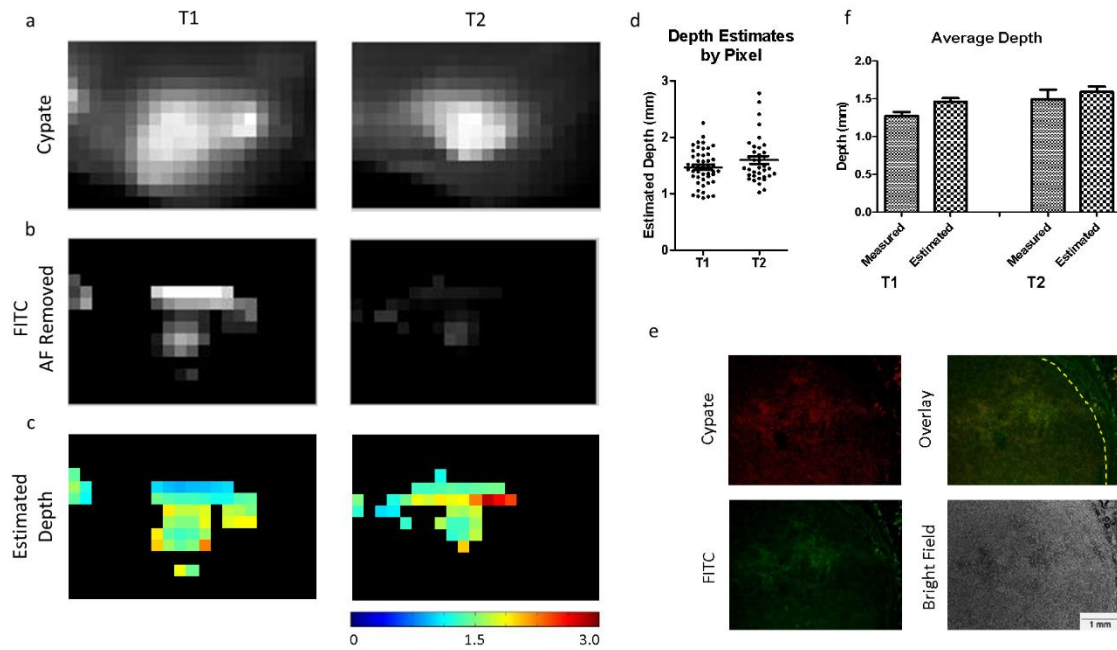 a
T1
T2
Cypate
b
FITC
AF Removed
c
Estimated
Depth
0
1.5
3.0
d
Depth Estimates
by Pixel
Estimated Depth (mm)
3
2
1
0
T1
T2
f
Average Depth
Depth (mm)
2.0
1.5
1.0
0.5
0.0
Measured
Estimated
Measured
Estimated
T1
T2
e
Cypate
Overlay
FITC
Bright Field
1 mm